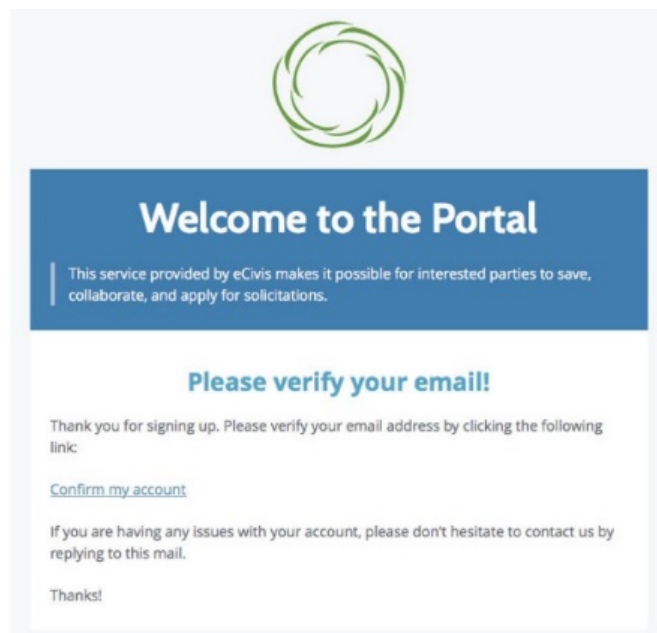 Welcome to the Portal
This service provided by eCivis makes it possible for interested parties to save,
collaborate, and apply for solicitations.
Please verify your email!
Thank you for signing up. Please verify your email address by clicking the following
link:
Confirm my account
If you are having any issues with your account, please don't hesitate to contact us by
replying to this mail.
Thanks!